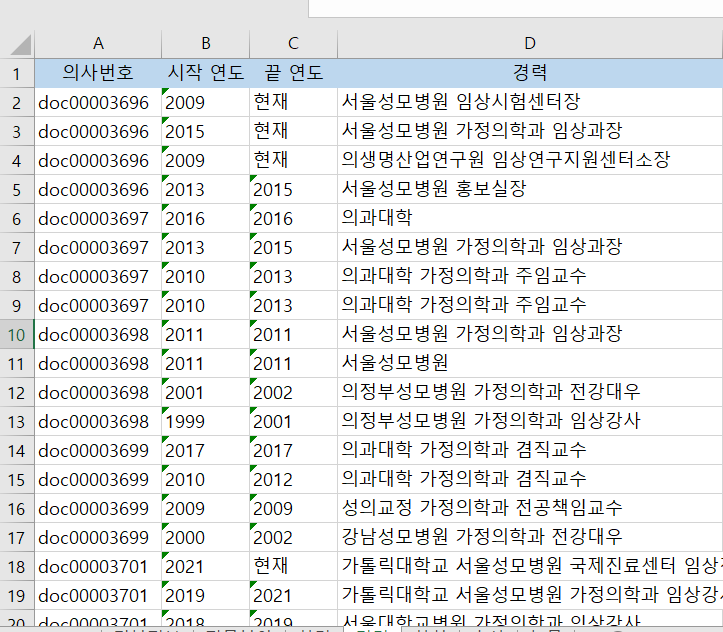 A B C D
1 의사번호 시작 연도 끝 연도 경력
2 doc00003696 2009 현재 서울성모병원 임상시험센터장
3 doc00003696 2015 현재 서울성모병원 가정의학과 임상과장
4 doc00003696 2009 현재 의생명산업연구원 임상연구지원센터소장
5 doc00003696 2013 2015 서울성모병원 홍보실장
6 doc00003697 2016 2016 의과대학
7 doc00003697 2013 2015 서울성모병원 가정의학과 임상과장
8 doc00003697 2010 2013 의과대학 가정의학과 주임교수
9 doc00003697 2010 2013 의과대학 가정의학과 주임교수
10 doc00003698 2011 2011 서울성모병원 가정의학과 임상과장
11 doc00003698 2011 2011 서울성모병원
12 doc00003698 2001 2002 의정부성모병원 가정의학과 전강대우
13 doc00003698 1999 2001 의정부성모병원 가정의학과 임상강사
14 doc00003699 2017 2017 의과대학 가정의학과 겸직교수
15 doc00003699 2010 2012 의과대학 가정의학과 겸직교수
16 doc00003699 2009 2009 성의교정 가정의학과 전공책임교수
17 doc00003699 2000 2002 강남성모병원 가정의학과 전강대우
18 doc00003701 2021 현재 가톨릭대학교 서울성모병원 국제진료센터
19 doc00003701 2019 2021 가톨릭대학교 서울성모병원 가정의학과
20 doc00003701 2018 2019 서울대학교병원 가정의학과 임상강사